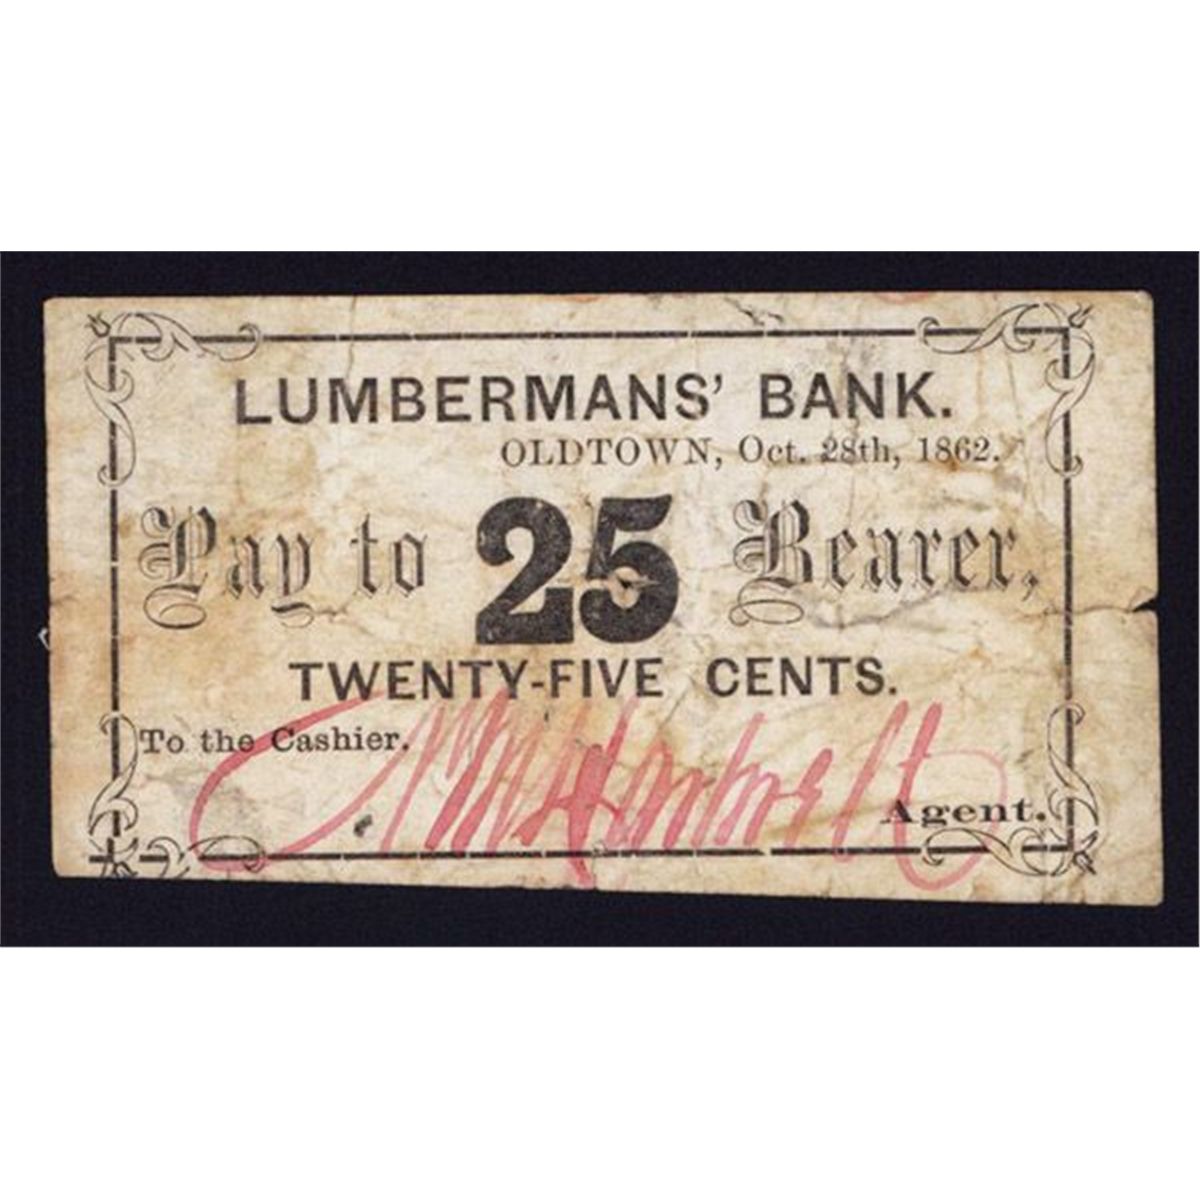 LUMBERMANS' BANK.
OLDTOWN, Oct. 28th, 1862.
Pay to 25 Bearer,
TWENTY-FIVE CENTS.
To the Cashier.
Agent.